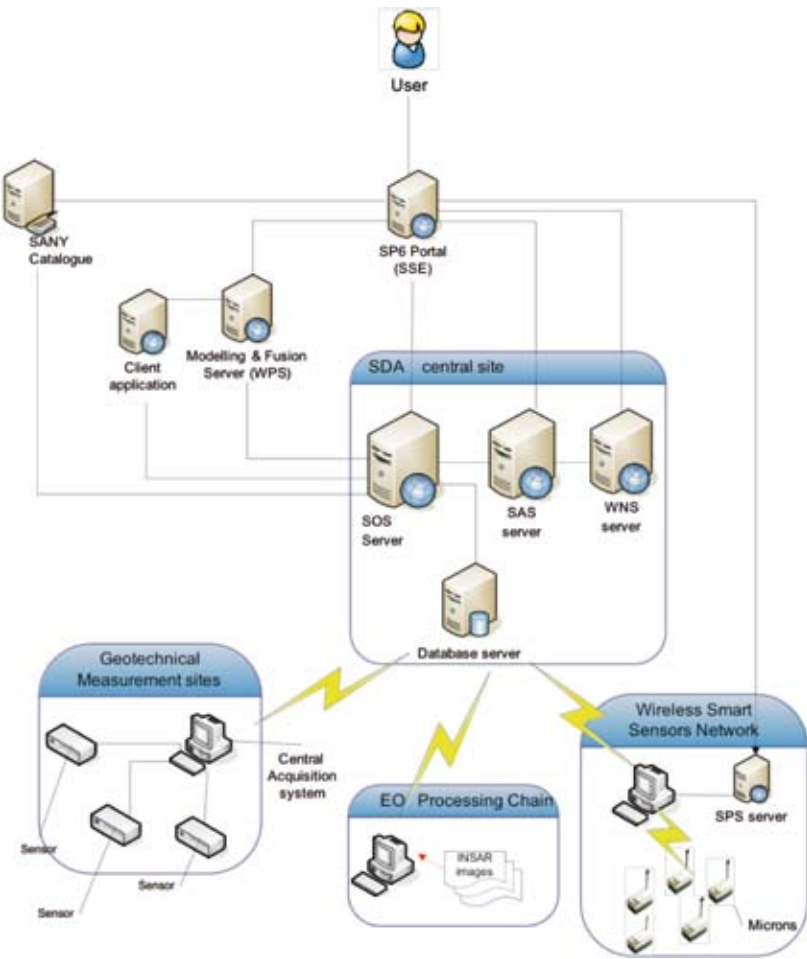 User
SANY
Catalogue
SP6 Portal
(SSE)
Client
application
Modelling & Fusion
Server (WPS)
SDA central site
SOS
Server
SAS
server
WNS
server
Database server
Geotechnical
Measurement sites
Central
Acquisition
system
Sensor
Sensor
Sensor
EO Processing Chain
INSAR
images
Wireless Smart
Sensors Network
SPS server
Microns